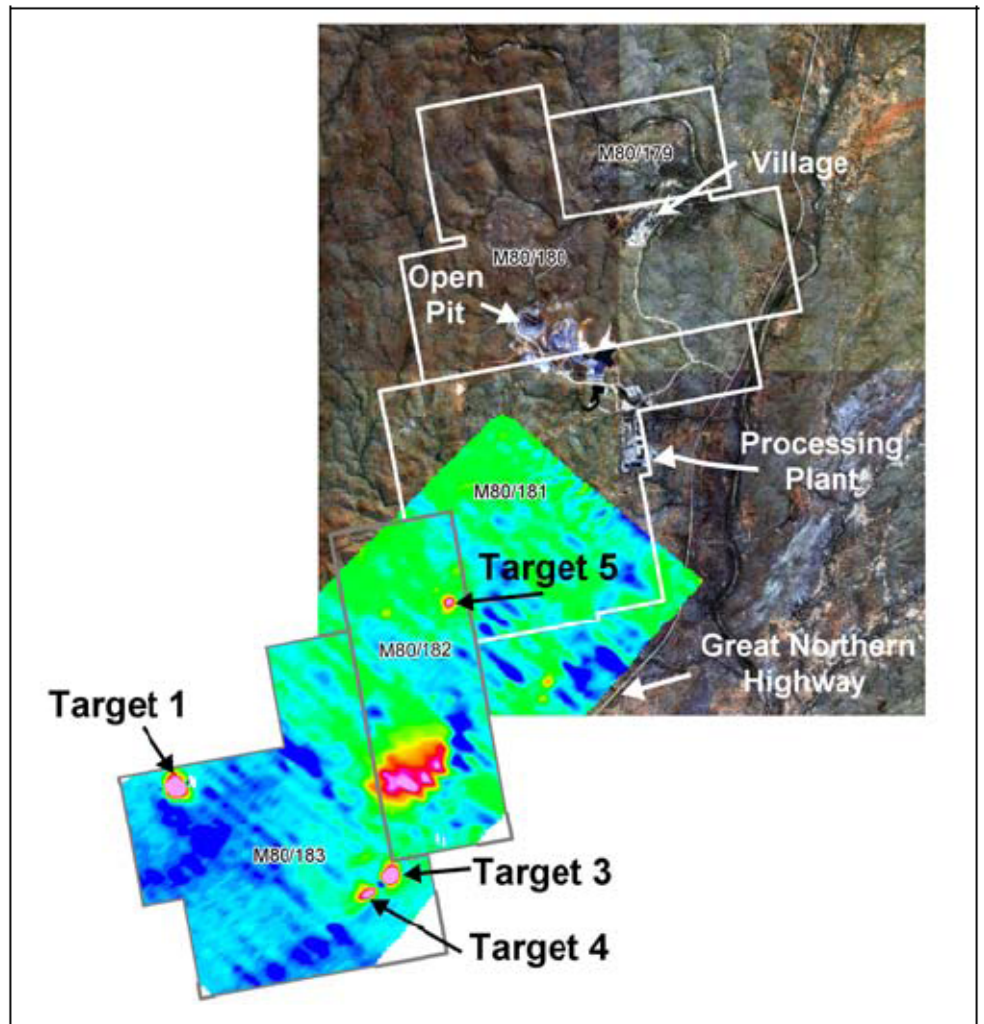 M80/179
Village
M80/180
Open
Pit
Processing
Plant
M80/181
Target 5
M80/182
Great Northern
Highway
Target 1
M80/183
Target 3
Target 4